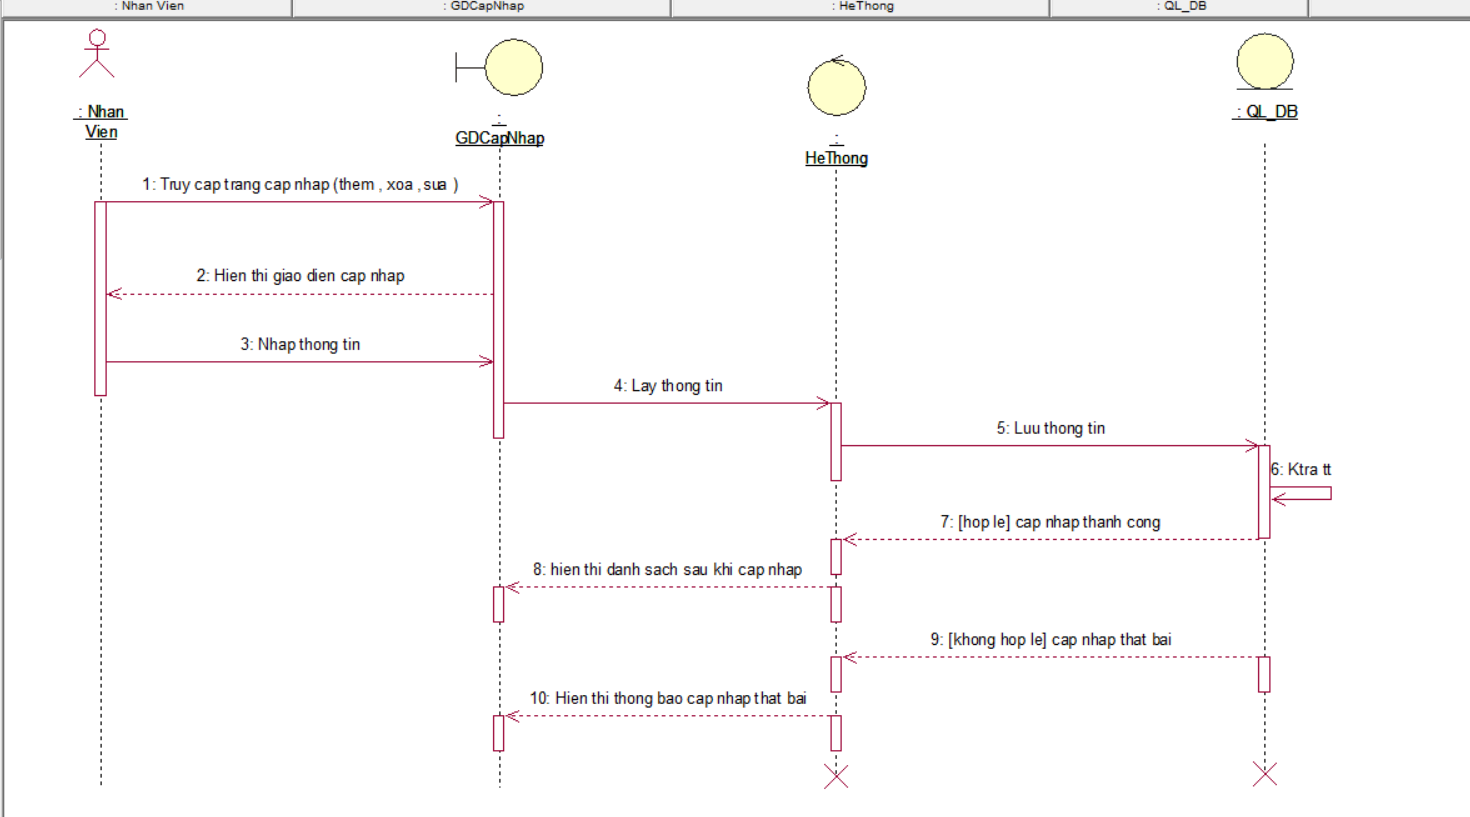 : Nhan Vien
: GDCapNhap
: HeThong
: QL_DB
: Nhan
Vien
:
GDCapNhap
:
HeThong
: QL_DB
1: Truy cap trang cap nhap (them , xoa , sua )
2: Hien thi giao dien cap nhap
3: Nhap thong tin
4: Lay thong tin
5: Luu thong tin
6: Ktra tt
7: [hop le] cap nhap thanh cong
8: hien thi danh sach sau khi cap nhap
9: [khong hop le] cap nhap that bai
10: Hien thi thong bao cap nhap that bai